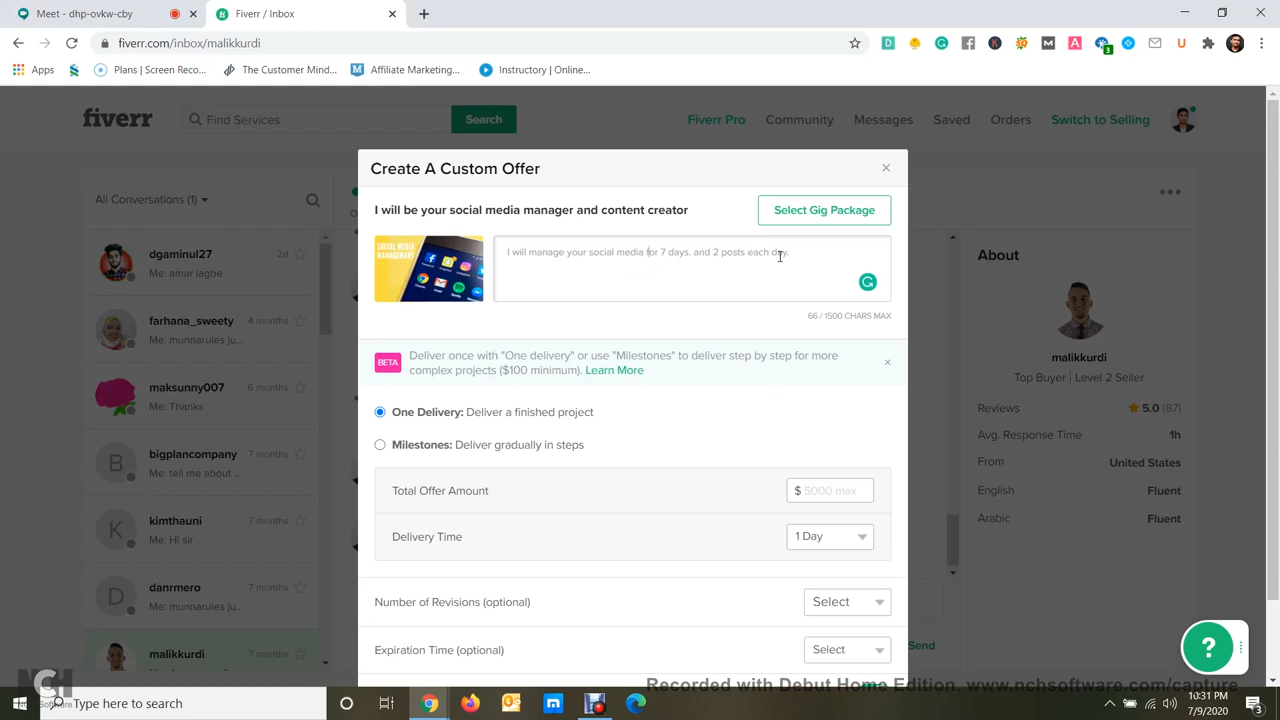 Meet - dhp-ovkw-cby
Fiverr / Inbox
fiverr.com/inbox/malikkurdi
Apps
Plans | Screen Reco...
The Customer Mind...
Affiliate Marketing...
Instructory | Online...
fiverr
Find Services
Search
Fiverr Pro
Community
Messages
Saved
Orders
Switch to Selling
All Conversations (1)
dgaminul27
2d
amar lagbe
farhana_sweety
4 months
Me: munnarules ju...
maksunny007
6 months
Me: Thanks
B
bigplancompany
7 months
Me: tell me about ...
K
kimthauni
7 months
Me: Hi sir
D
danrmero
7 months
Me: munnarules ju...
malikkurdi
7 months
Create A Custom Offer
I will be your social media manager and content creator
Select Gig Package
SOCIAL MEDIA
MANAGEMANS
I will manage your social media for 7 days. and 2 posts each day.
66 / 1500 CHARS MAX
BETA
Deliver once with "One delivery" or use "Milestones" to deliver step by step for more
complex projects ($100 minimum). Learn More
One Delivery: Deliver a finished project
Milestones: Deliver gradually in steps
Total Offer Amount
$ 5000 max
Delivery Time
1 Day
Number of Revisions (optional)
Select
Expiration Time (optional)
Select
About
malikkurdi
Top Buyer | Level 2 Seller
Reviews
5.0 (87)
Avg. Response Time
1h
From
United States
English
Fluent
Arabic
Fluent
Send
?
NCH
Software
Recorded with Debut Home Edition. www.nchsoftware.com/capture
Type here to search
10:31 PM
7/9/2020
3